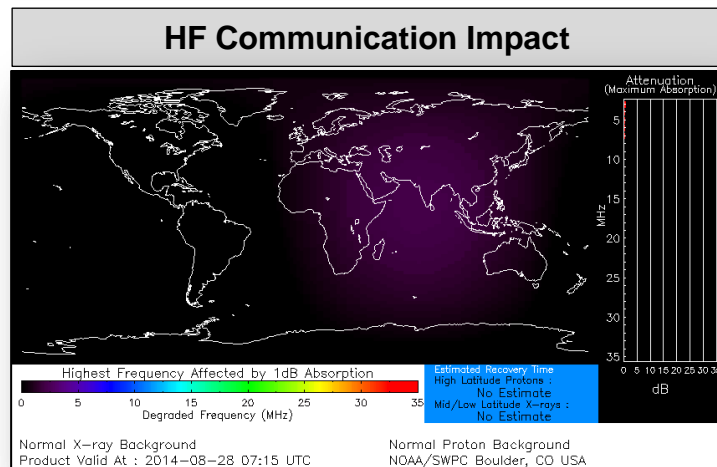 HF Communication Impact
Attenuation
(Maximum Absorption)
5
10
15
20
25
30
35
MHz
0 5 10 15 20 25 30 35
dB
Highest Frequency Affected by 1dB Absorption
0 5 10 15 20 25 30 35
Degraded Frequency (MHz)
Estimated Recovery Time
High Latitude Protons :
No Estimate
Mid/Low Latitude X-rays :
No Estimate
Normal X-ray Background
Product Valid At : 2014-08-28 07:15 UTC
Normal Proton Background
NOAA/SWPC Boulder, CO USA